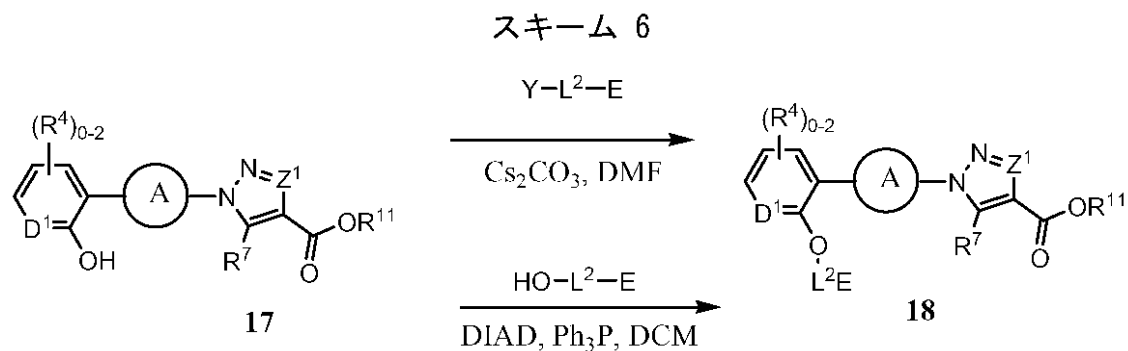 スキーム 6
Y-L²-E
Cs₂CO₃, DMF
(R⁴)₀₋₂
A
N
N
Z¹
D¹
OH
R⁷
O
OR¹¹
17
HO-L²-E
DIAD, Ph₃P, DCM
(R⁴)₀₋₂
A
N
N
Z¹
D¹
O
L²E
R⁷
O
OR¹¹
18